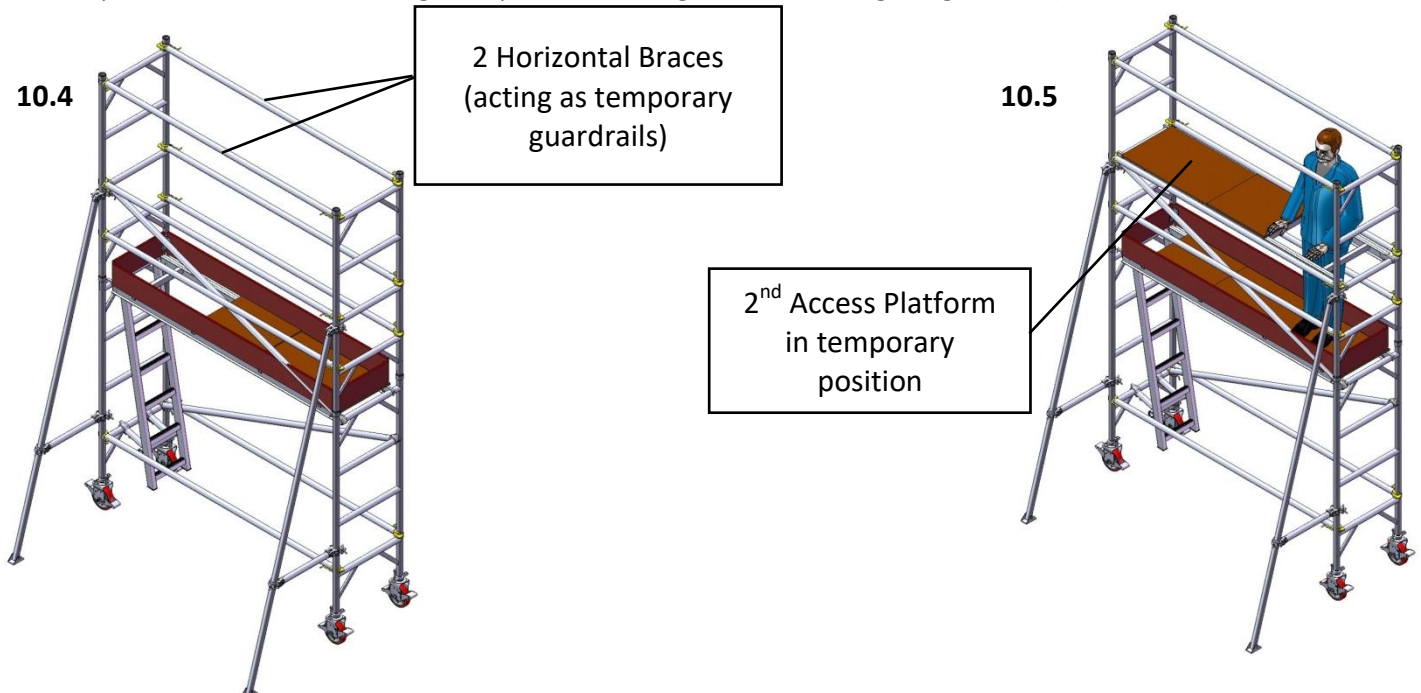 10.4
2 Horizontal Braces
(acting as temporary
guardrails)
10.5
2nd Access Platform
in temporary
position